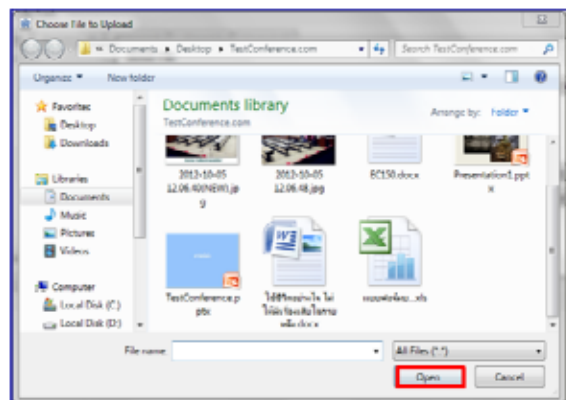 Choose File to Upload
Documents ▸ Desktop ▸ TestConference.com
Search TestConference.com
Organize
New folder
Favorites
Desktop
Downloads
Libraries
Documents
Music
Pictures
Videos
Computer
Local Disk (C:)
Local Disk (D:)
Documents library
TestConference.com
Arrange by: Folder
2012-10-05
12.06.40(NEW).jp
g
2012-10-05
12.06.48.jpg
EC150.docx
Presentation1.ppt
x
TestConference.p
ptx
File name:
All Files (*.*)
Open
Cancel